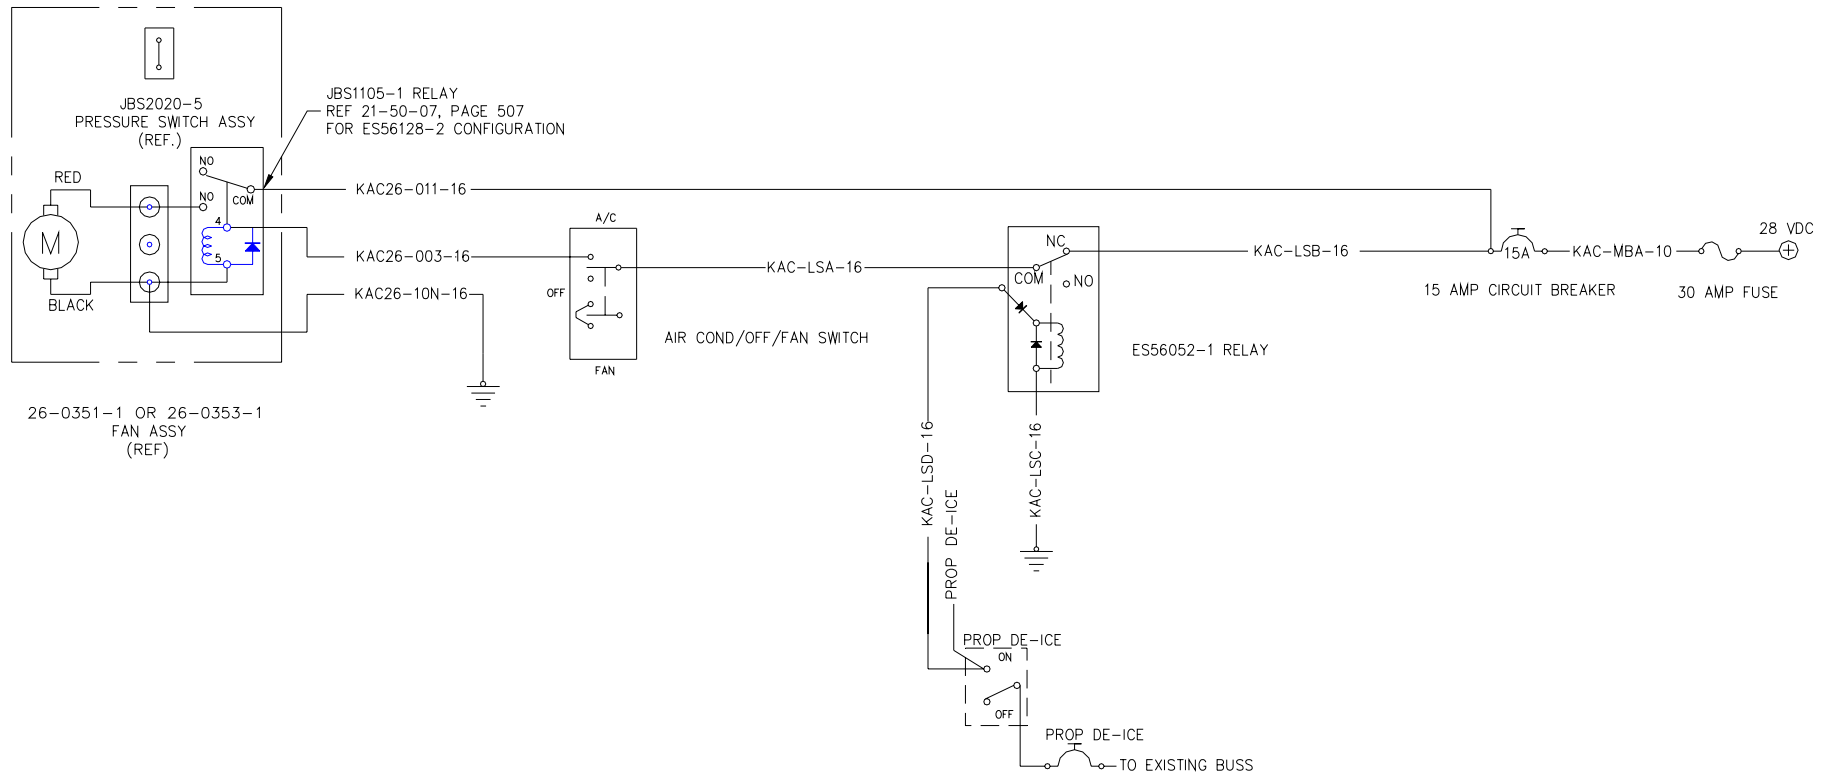 JBS2020-5
PRESSURE SWITCH ASSY
(REF.)
JBS1105-1 RELAY
REF 21-50-07, PAGE 507
FOR ES56128-2 CONFIGURATION
NO
NO
COM
4
5
RED
M
BLACK
KAC26-011-16
KAC26-003-16
KAC26-10N-16
26-0351-1 OR 26-0353-1
FAN ASSY
(REF)
A/C
OFF
FAN
KAC-LSA-16
AIR COND/OFF/FAN SWITCH
NC
COM
NO
ES56052-1 RELAY
KAC-LSB-16
15A
15 AMP CIRCUIT BREAKER
KAC-MBA-10
30 AMP FUSE
28 VDC
KAC-LSD-16
PROP DE-ICE
KAC-LSC-16
PROP DE-ICE
ON
OFF
PROP DE-ICE
TO EXISTING BUSS